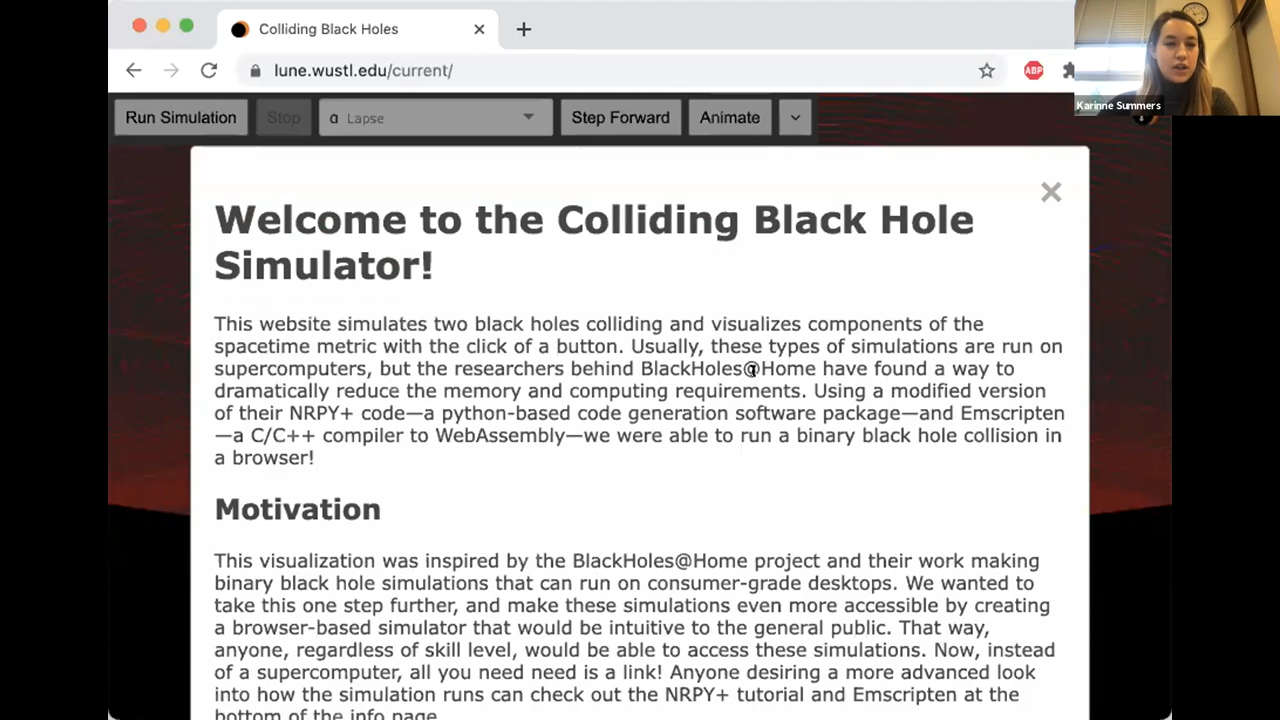 Colliding Black Holes
lune.wustl.edu/current/
ABP
Karinne Summers
Run Simulation Stop α Lapse Step Forward Animate
Welcome to the Colliding Black Hole
Simulator!
This website simulates two black holes colliding and visualizes components of the
spacetime metric with the click of a button. Usually, these types of simulations are run on
supercomputers, but the researchers behind BlackHoles@Home have found a way to
dramatically reduce the memory and computing requirements. Using a modified version
of their NRPY+ code—a python-based code generation software package—and Emscripten
—a C/C++ compiler to WebAssembly—we were able to run a binary black hole collision in
a browser!
Motivation
This visualization was inspired by the BlackHoles@Home project and their work making
binary black hole simulations that can run on consumer-grade desktops. We wanted to
take this one step further, and make these simulations even more accessible by creating
a browser-based simulator that would be intuitive to the general public. That way,
anyone, regardless of skill level, would be able to access these simulations. Now, instead
of a supercomputer, all you need need is a link! Anyone desiring a more advanced look
into how the simulation runs can check out the NRPY+ tutorial and Emscripten at the
bottom of the info page.